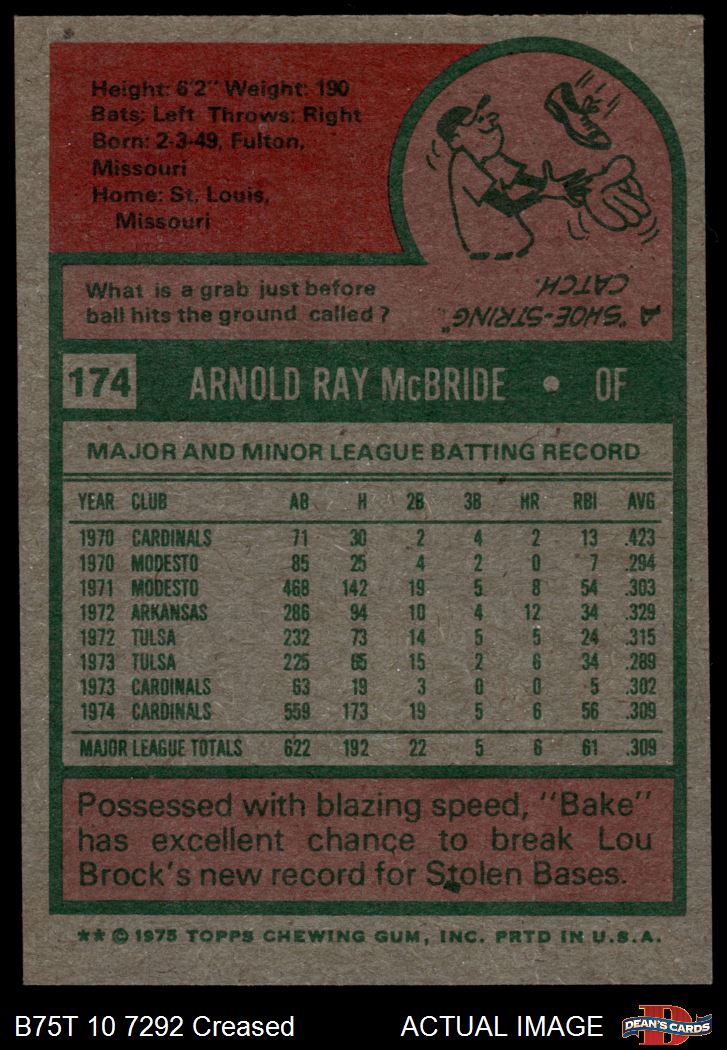 Height: 6'2" Weight: 190
Bats: Left Throws: Right
Born: 2-3-49, Fulton,
Missouri
Home: St. Louis,
Missouri
What is a grab just before
ball hits the ground called?
A "SHOE-STRING"
CATCH.
174 ARNOLD RAY McBRIDE • OF
MAJOR AND MINOR LEAGUE BATTING RECORD
YEAR CLUB AB H 2B 3B HR RBI AVG
1970 CARDINALS 71 30 2 4 2 13 .423
1970 MODESTO 85 25 4 2 0 7 .294
1971 MODESTO 468 142 19 5 8 54 .303
1972 ARKANSAS 286 94 10 4 12 34 .329
1972 TULSA 232 73 14 5 5 24 .315
1973 TULSA 225 65 15 2 6 34 .289
1973 CARDINALS 63 19 3 0 0 5 .302
1974 CARDINALS 559 173 19 5 6 56 .309
MAJOR LEAGUE TOTALS 622 192 22 5 6 61 .309
Possessed with blazing speed, "Bake"
has excellent chance to break Lou
Brock's new record for Stolen Bases.
** © 1975 TOPPS CHEWING GUM, INC. PRTD IN U.S.A.
B75T 10 7292 Creased ACTUAL IMAGE
DEAN'S CARDS